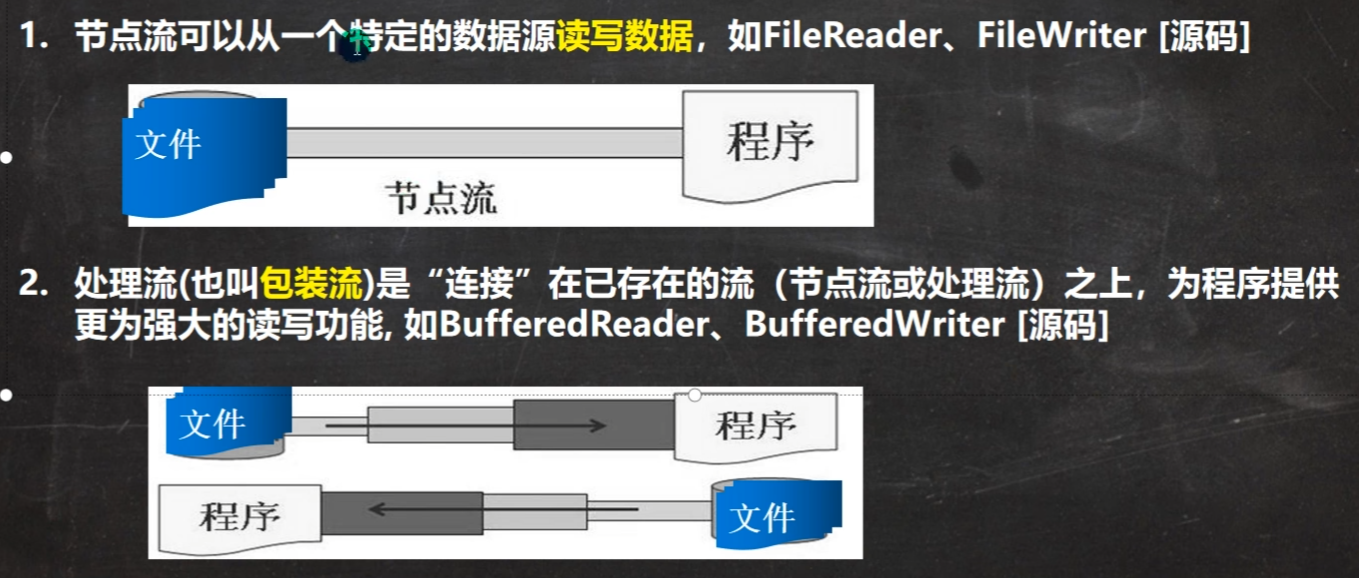 1. 节点流可以从一个特定的数据源读写数据，如FileReader、FileWriter [源码]
文件
程序
节点流
2. 处理流(也叫包装流)是“连接”在已存在的流（节点流或处理流）之上，为程序提供
更为强大的读写功能, 如BufferedReader、BufferedWriter [源码]
文件
程序
程序
文件